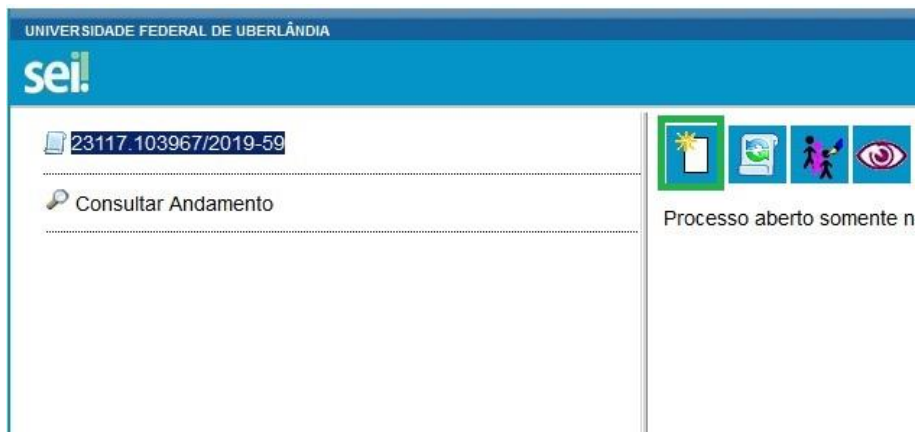 UNIVERSIDADE FEDERAL DE UBERLÂNDIA
sei!
23117.103967/2019-59
Consultar Andamento
Processo aberto somente n